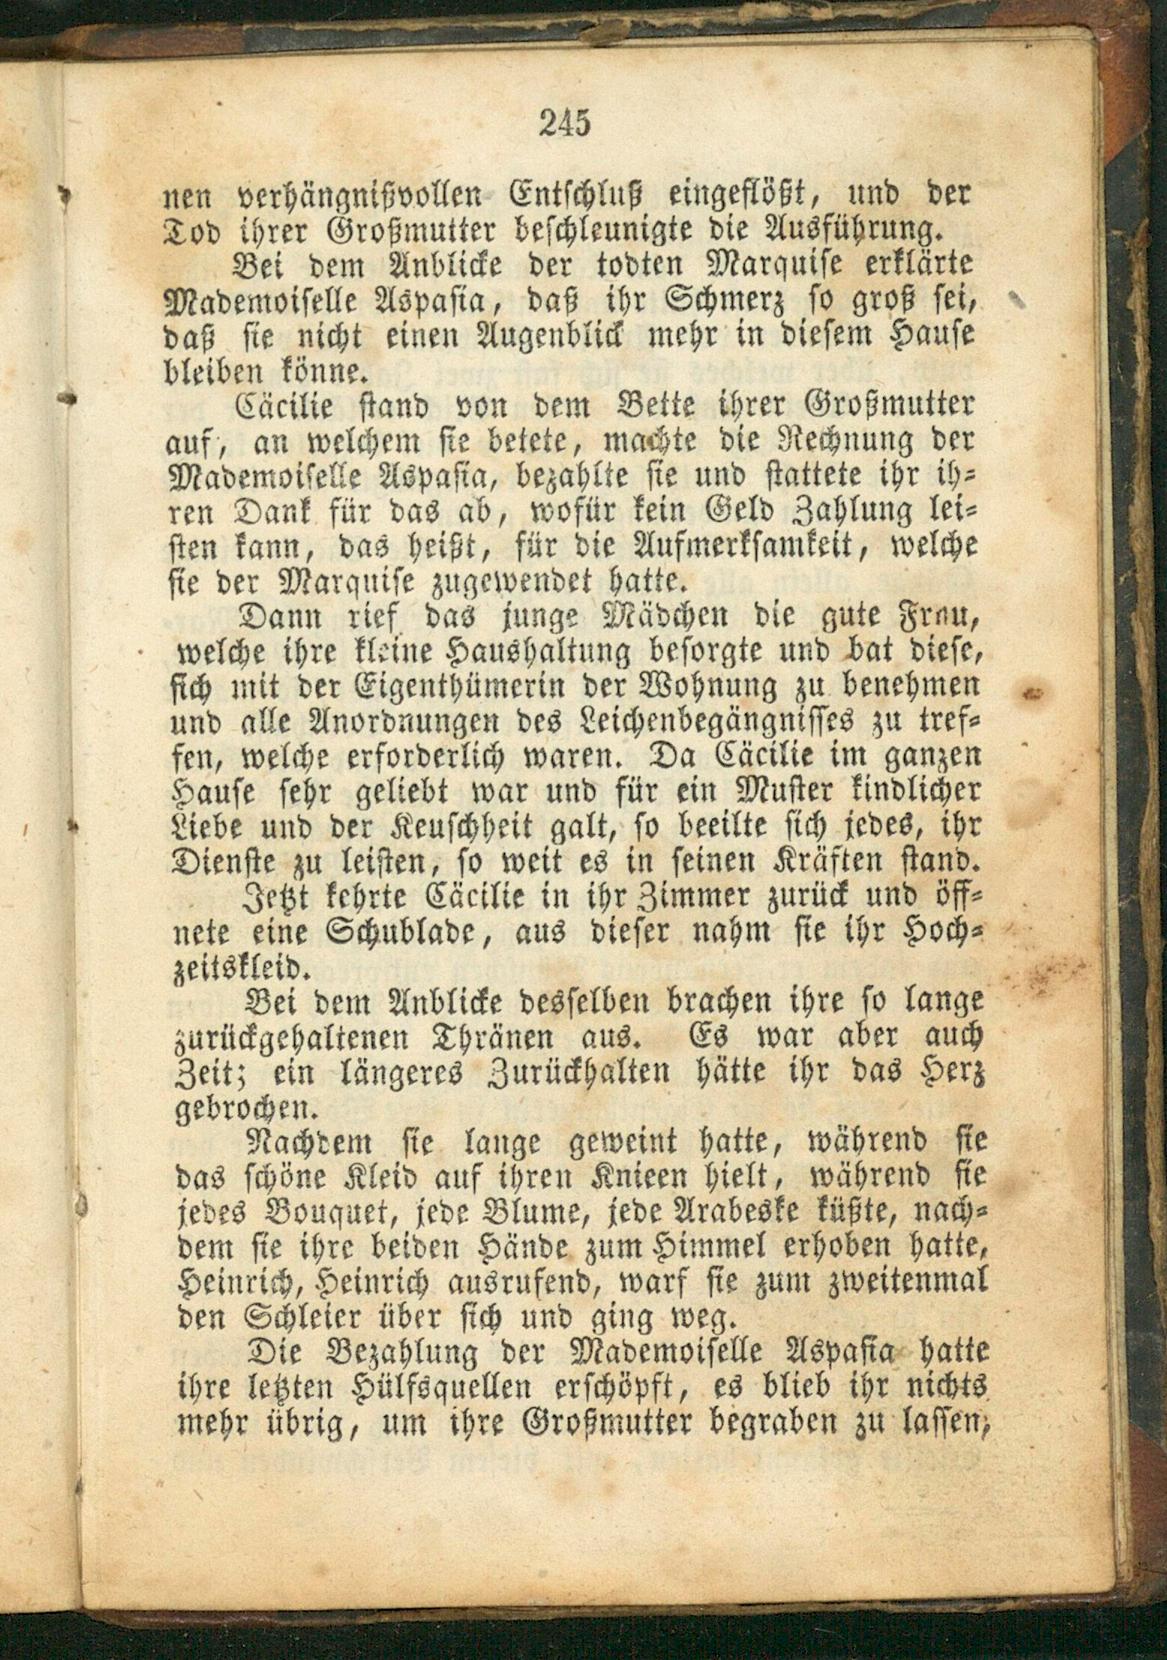 245
nen verhängnißvollen Entschluß eingeflößt, und der
Tod ihrer Großmutter beschleunigte die Ausführung.
Bei dem Anblicke der todten Marquise erklärte
Mademoiselle Aspasia, daß ihr Schmerz so groß sei,
daß sie nicht einen Augenblick mehr in diesem Hause
bleiben könne.
Cäcilie stand von dem Bette ihrer Großmutter
auf, an welchem sie betete, machte die Rechnung der
Mademoiselle Aspasia, bezahlte sie und stattete ihr ih-
ren Dank für das ab, wofür kein Geld Zahlung lei-
sten kann, das heißt, für die Aufmerksamkeit, welche
sie der Marquise zugewendet hatte.
Dann rief das junge Mädchen die gute Frau,
welche ihre kleine Haushaltung besorgte und bat diese,
sich mit der Eigenthümerin der Wohnung zu benehmen
und alle Anordnungen des Leichenbegängnisses zu tref-
fen, welche erforderlich waren. Da Cäcilie im ganzen
Hause sehr geliebt war und für ein Muster kindlicher
Liebe und der Keuschheit galt, so beeilte sich jedes, ihr
Dienste zu leisten, so weit es in seinen Kräften stand.
Jetzt kehrte Cäcilie in ihr Zimmer zurück und öff-
nete eine Schublade, aus dieser nahm sie ihr Hoch-
zeitskleid.
Bei dem Anblicke desselben brachen ihre so lange
zurückgehaltenen Thränen aus. Es war aber auch
Zeit; ein längeres Zurückhalten hätte ihr das Herz
gebrochen.
Nachdem sie lange geweint hatte, während sie
das schöne Kleid auf ihren Knieen hielt, während sie
jedes Bouquet, jede Blume, jede Arabeske küßte, nach-
dem sie ihre beiden Hände zum Himmel erhoben hatte,
Heinrich, Heinrich ausrufend, warf sie zum zweitenmal
den Schleier über sich und ging weg.
Die Bezahlung der Mademoiselle Aspasia hatte
ihre letzten Hülfsquellen erschöpft, es blieb ihr nichts
mehr übrig, um ihre Großmutter begraben zu lassen,